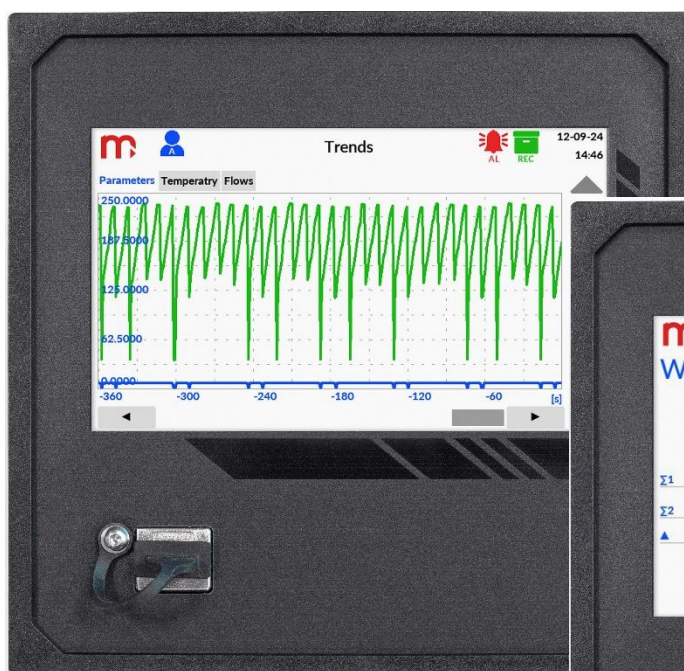 m
A
Trends
AL
REC
12-09-24
14:46
Parameters Temperatry Flows
250.0000
187.5000
125.0000
62.5000
0.0000
-360 -300 -240 -180 -120 -60 [s]
m
W
Σ1
Σ2